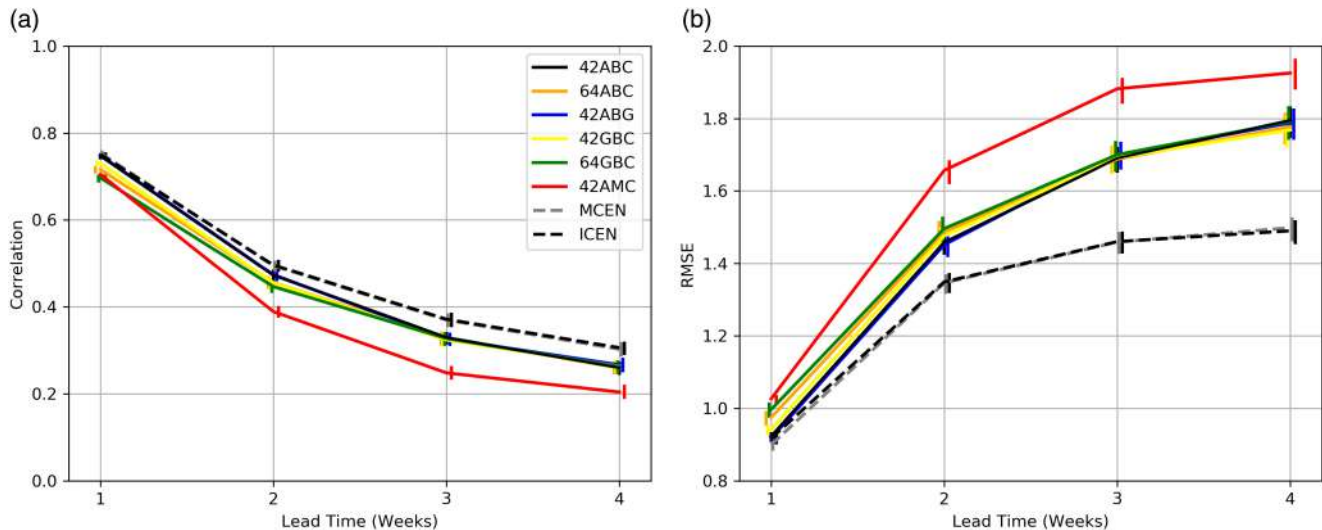 (a)
1.0
0.8
0.6
0.4
0.2
0.0
Correlation
1 2 3 4
Lead Time (Weeks)
42ABC
64ABC
42ABG
42GBC
64GBC
42AMC
MCEN
ICEN
(b)
2.0
1.8
1.6
1.4
1.2
1.0
0.8
RMSE
1 2 3 4
Lead Time (Weeks)